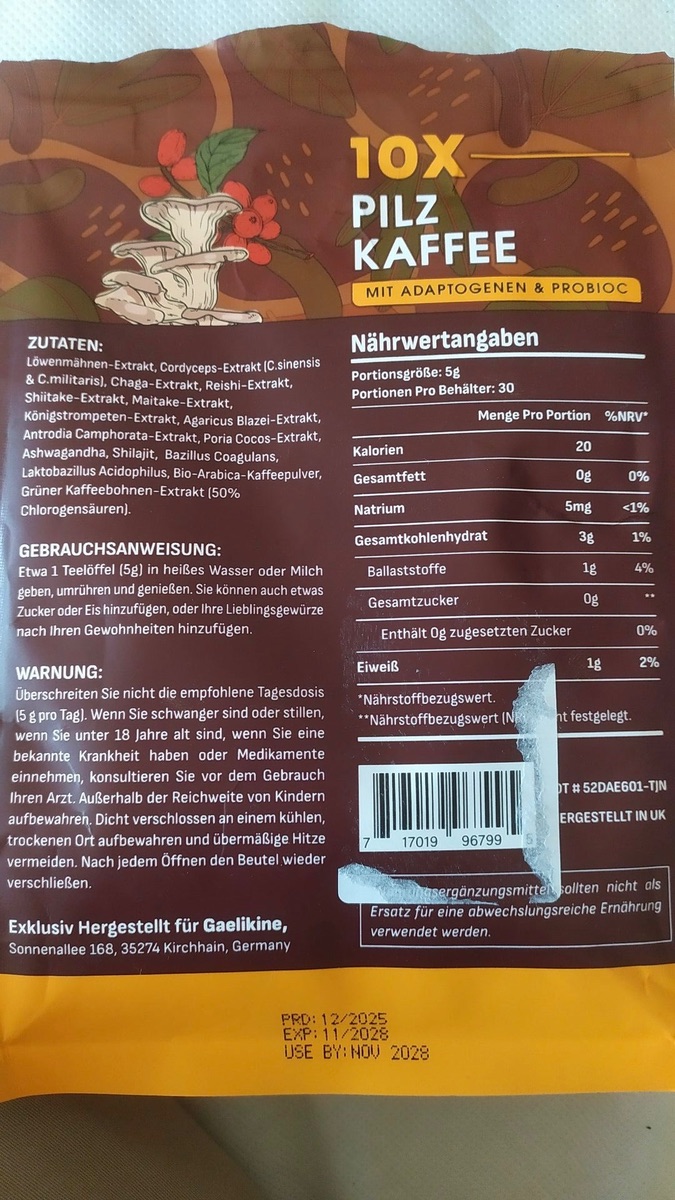 10X
PILZ
KAFFEE
MIT ADAPTOGENEN & PROBIOC
ZUTATEN:
Löwenmähnen-Extrakt, Cordyceps-Extrakt (C.sinensis
& C.militaris), Chaga-Extrakt, Reishi-Extrakt,
Shiitake-Extrakt, Maitake-Extrakt,
Königstrompeten-Extrakt, Agaricus Blazei-Extrakt,
Antrodia Camphorata-Extrakt, Poria Cocos-Extrakt,
Ashwagandha, Shilajit, Bazillus Coagulans,
Laktobazillus Acidophilus, Bio-Arabica-Kaffeepulver,
Grüner Kaffeebohnen-Extrakt (50%
Chlorogensäuren).
GEBRAUCHSANWEISUNG:
Etwa 1 Teelöffel (5g) in heißes Wasser oder Milch
geben, umrühren und genießen. Sie können auch etwas
Zucker oder Eis hinzufügen, oder Ihre Lieblingsgewürze
nach Ihren Gewohnheiten hinzufügen.
WARNUNG:
Überschreiten Sie nicht die empfohlene Tagesdosis
(5 g pro Tag). Wenn Sie schwanger sind oder stillen,
wenn Sie unter 18 Jahre alt sind, wenn Sie eine
bekannte Krankheit haben oder Medikamente
einnehmen, konsultieren Sie vor dem Gebrauch
Ihren Arzt. Außerhalb der Reichweite von Kindern
aufbewahren. Dicht verschlossen an einem kühlen,
trockenen Ort aufbewahren und übermäßige Hitze
vermeiden. Nach jedem Öffnen den Beutel wieder
verschließen.
Exklusiv Hergestellt für Gaelikine,
Sonnenallee 168, 35274 Kirchhain, Germany
Nährwertangaben
Portionsgröße: 5g
Portionen Pro Behälter: 30
Menge Pro Portion %NRV*
Kalorien 20
Gesamtfett 0g 0%
Natrium 5mg <1%
Gesamtkohlenhydrat 3g 1%
Ballaststoffe 1g 4%
Gesamtzucker 0g **
Enthält 0g zugesetzten Zucker 0%
Eiweiß 1g 2%
*Nährstoffbezugswert.
**Nährstoffbezugswert (N nt festgelegt.
7 17019 96799
OT # 52DAE601-TJN
ERGESTELLT IN UK
ngsergänzungsmittel sollten nicht als
Ersatz für eine abwechslungsreiche Ernährung
verwendet werden.
PRD: 12/2025
EXP: 11/2028
USE BY: NOV 2028